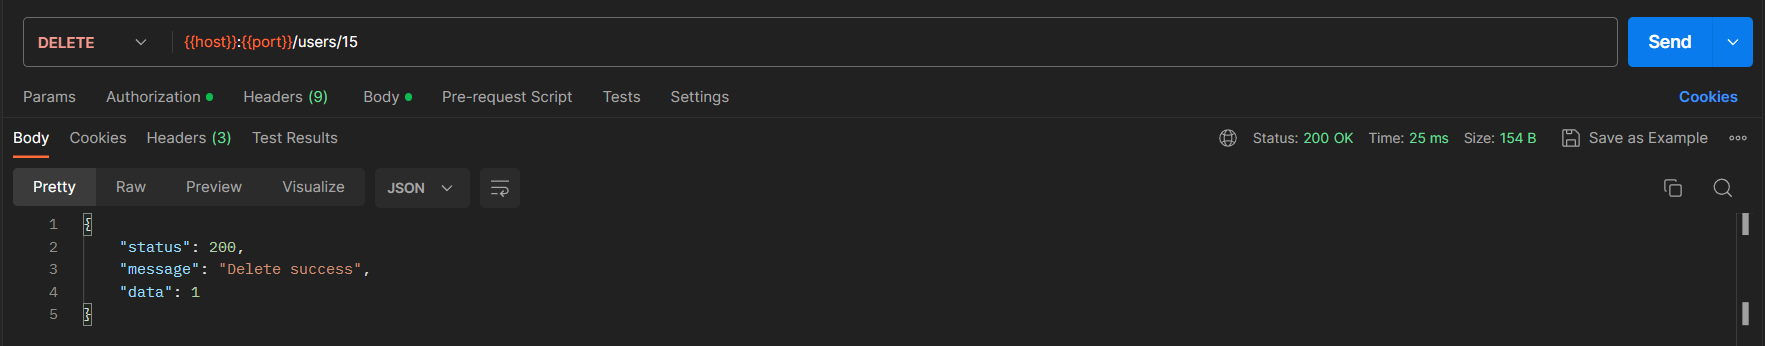 DELETE {{host}}:{{port}}/users/15 Send
Params Authorization Headers (9) Body Pre-request Script Tests Settings Cookies
Body Cookies Headers (3) Test Results Status: 200 OK Time: 25 ms Size: 154 B Save as Example
Pretty Raw Preview Visualize JSON
1 {
2 "status": 200,
3 "message": "Delete success",
4 "data": 1
5 }